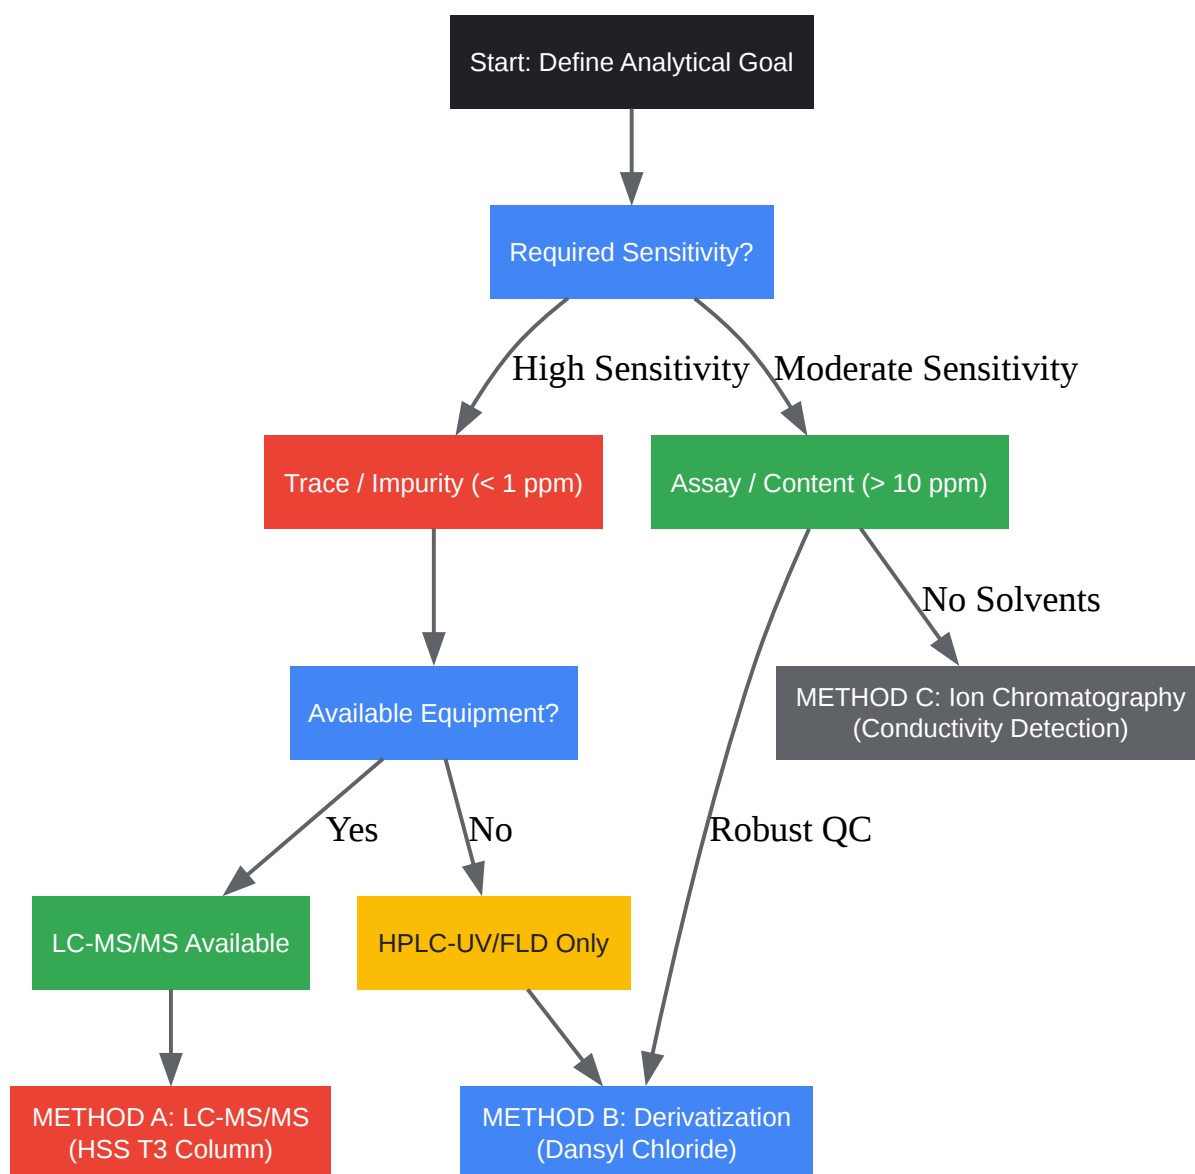 Start: Define Analytical Goal
Required Sensitivity?
High Sensitivity
Moderate Sensitivity
Trace / Impurity (< 1 ppm)
Assay / Content (> 10 ppm)
No Solvents
Available Equipment?
METHOD C: Ion Chromatography
(Conductivity Detection)
Yes
No
Robust QC
LC-MS/MS Available
HPLC-UV/FLD Only
METHOD A: LC-MS/MS
(HSS T3 Column)
METHOD B: Derivatization
(Dansyl Chloride)